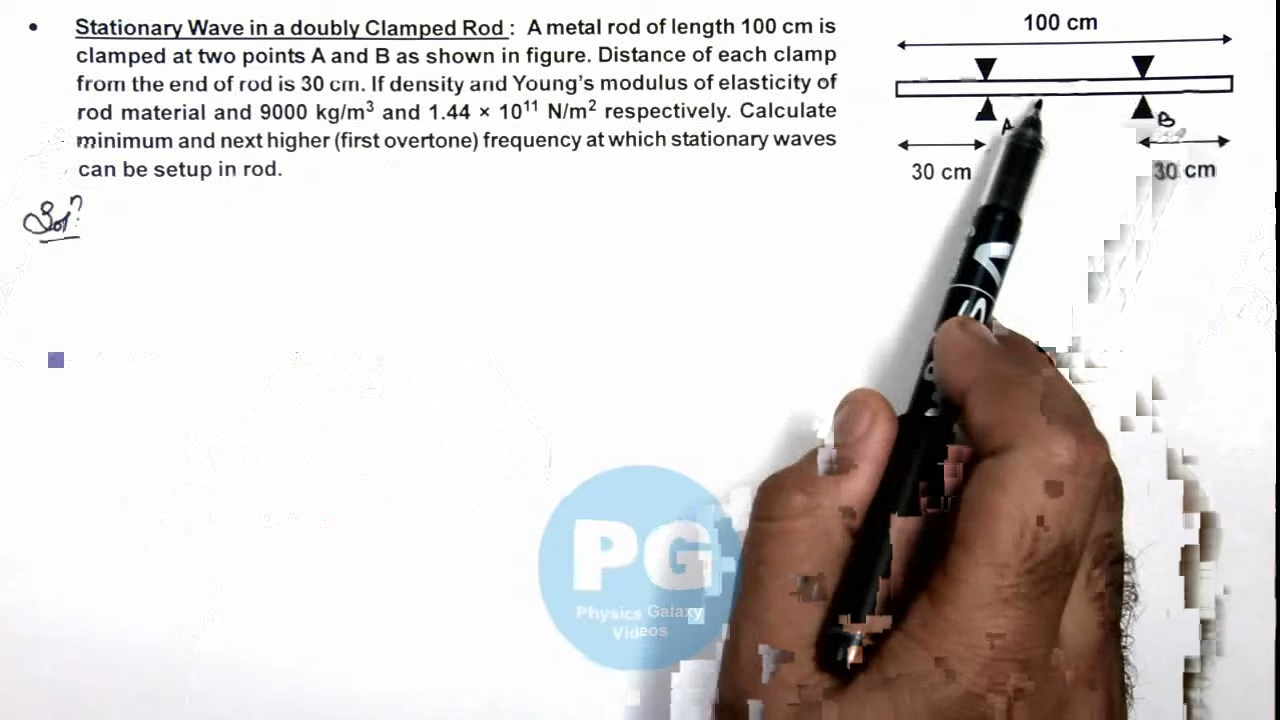 • Stationary Wave in a doubly Clamped Rod : A metal rod of length 100 cm is
clamped at two points A and B as shown in figure. Distance of each clamp
from the end of rod is 30 cm. If density and Young's modulus of elasticity of
rod material and 9000 kg/m³ and 1.44 × 10¹¹ N/m² respectively. Calculate
minimum and next higher (first overtone) frequency at which stationary waves
can be setup in rod.
100 cm
A
B
30 cm
30 cm
PG
Physics Galaxy
Videos